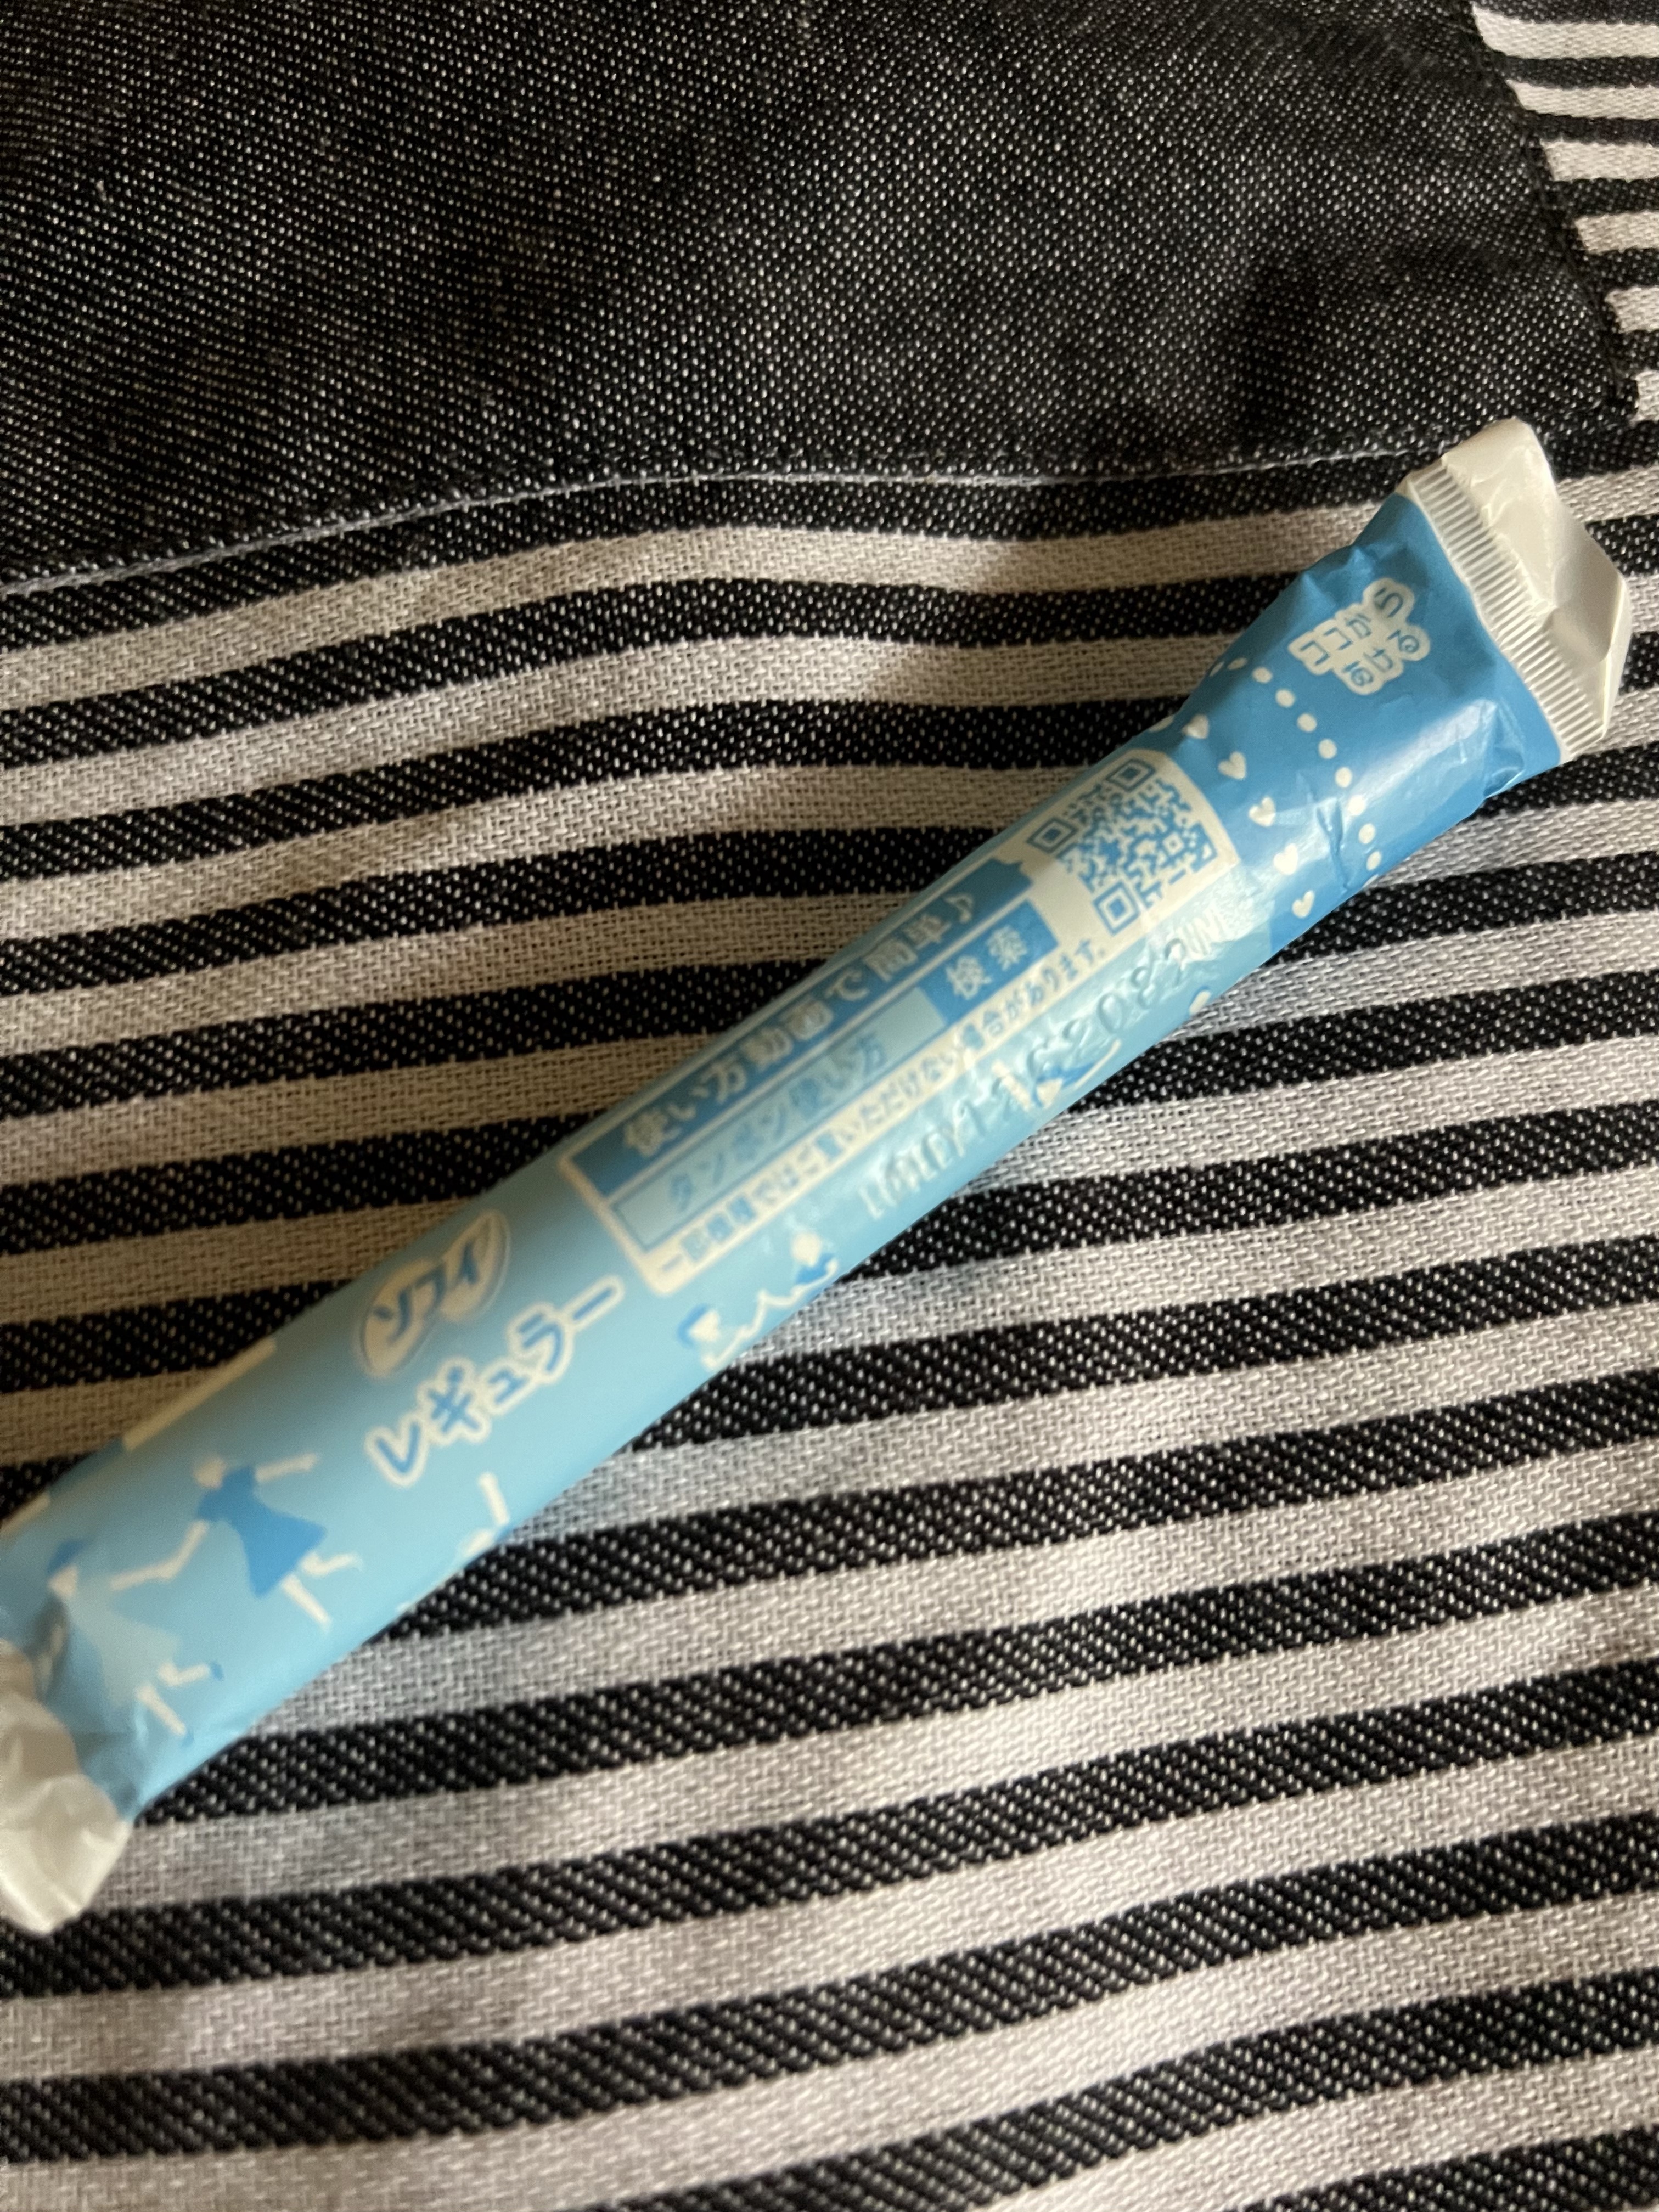 ココから
あける
使い方動画で簡単♪
タンポン使い方 検索
一部機種ではご覧いただけない場合があります。
ソフィ
レギュラー